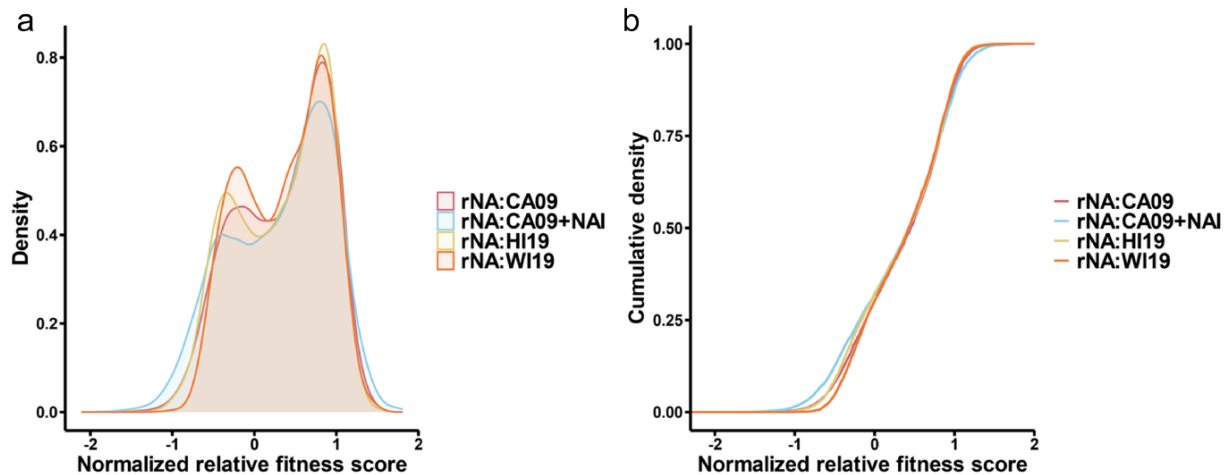 a
Density
0.8
0.6
0.4
0.2
0.0
-2 -1 0 1 2
Normalized relative fitness score
rNA:CA09
rNA:CA09+NAI
rNA:HI19
rNA:WI19
b
Cumulative density
1.00
0.75
0.50
0.25
0.00
-2 -1 0 1 2
Normalized relative fitness score
rNA:CA09
rNA:CA09+NAI
rNA:HI19
rNA:WI19